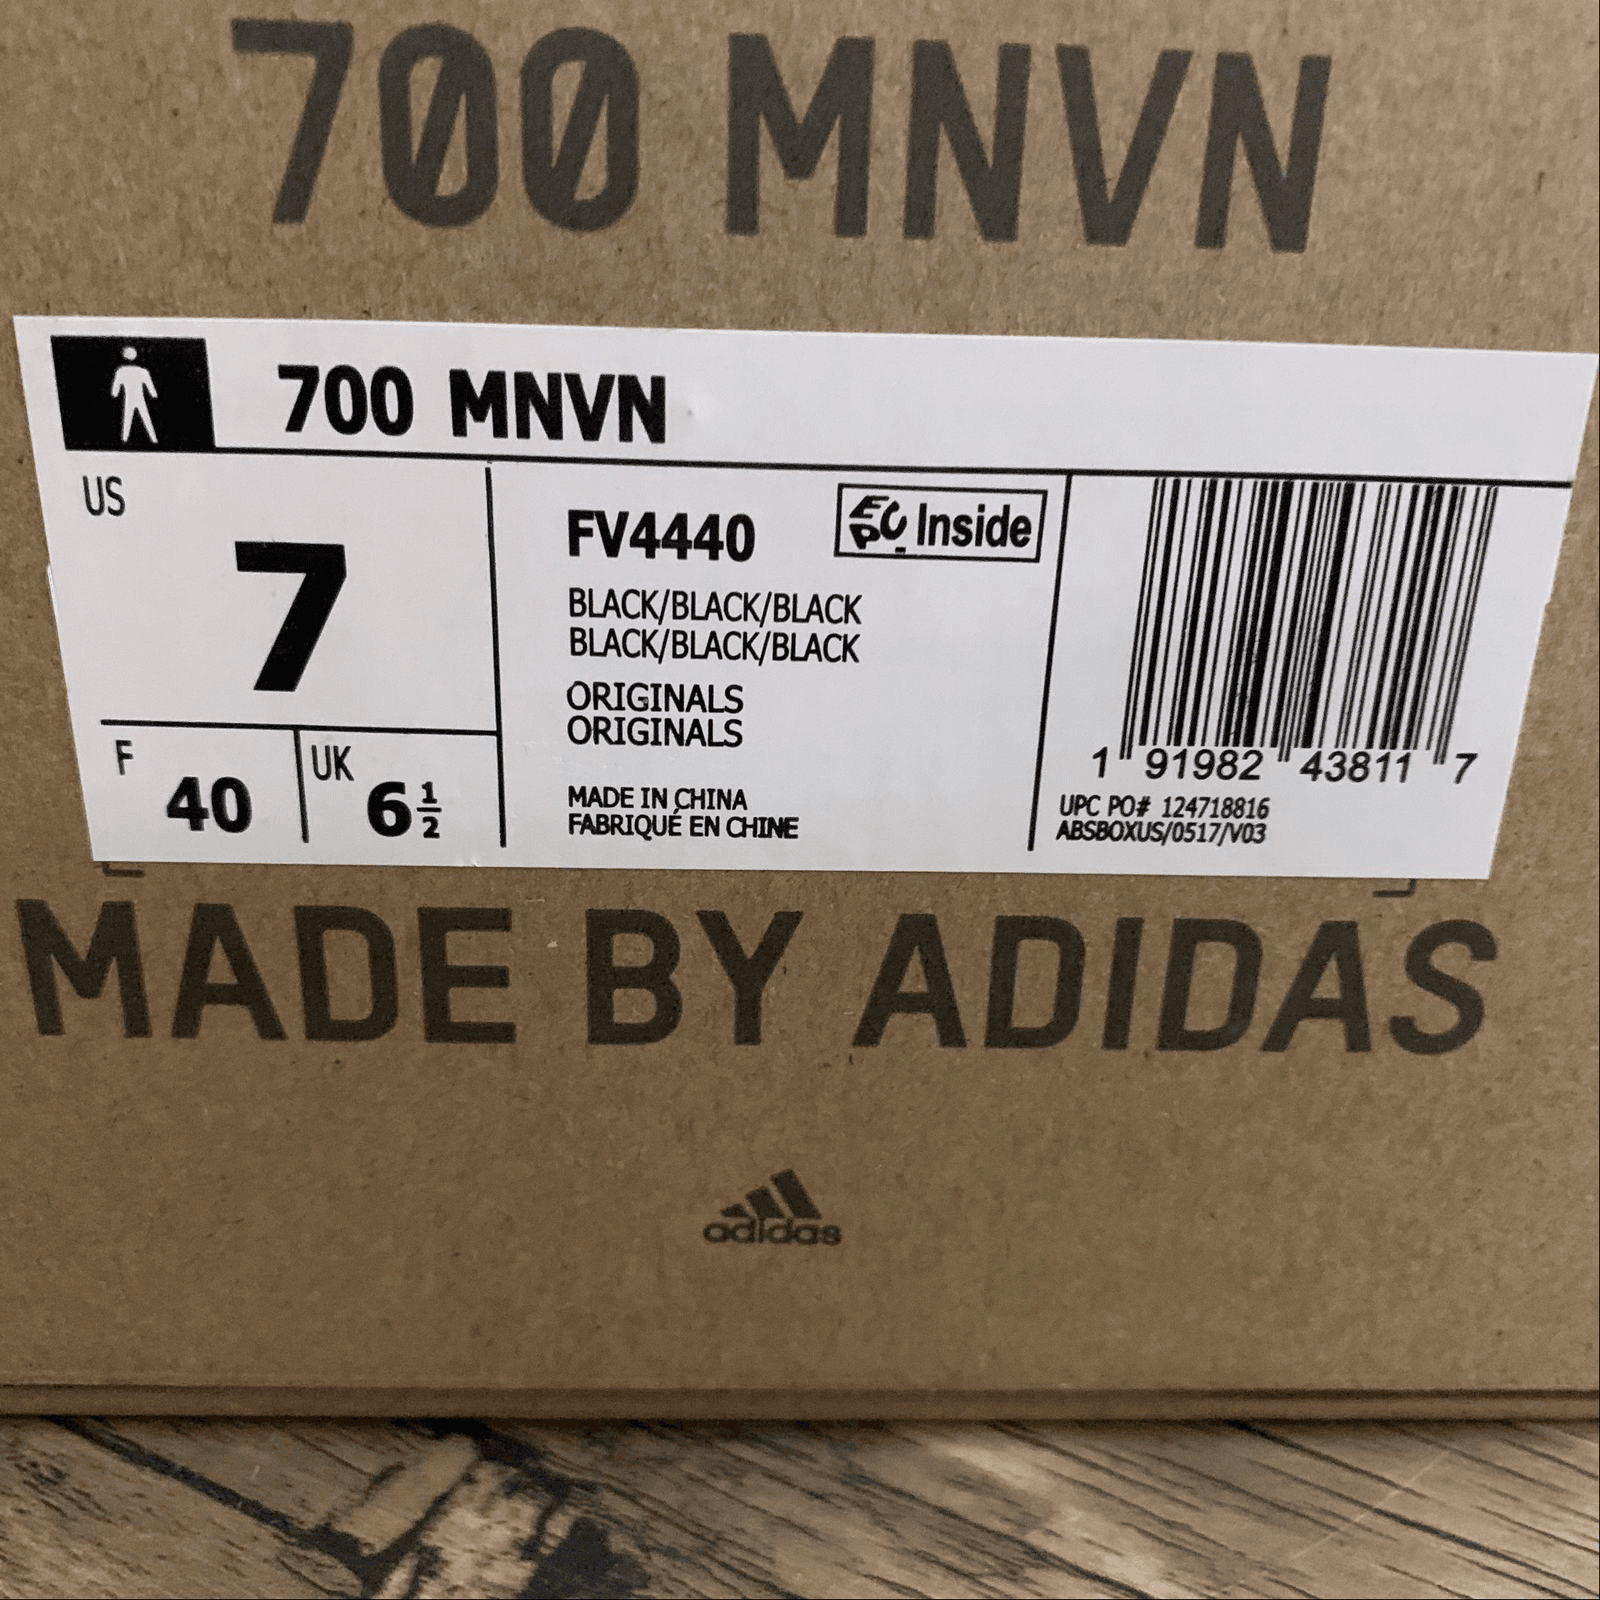 700 MNVN
700 MNVN
US
7
F 40
UK 6½
FV4440
EPC Inside
BLACK/BLACK/BLACK
BLACK/BLACK/BLACK
ORIGINALS
ORIGINALS
MADE IN CHINA
FABRIQUÉ EN CHINE
1 91982 43811 7
UPC PO# 124718816
ABSBOXUS/0517/V03
MADE BY ADIDAS
adidas